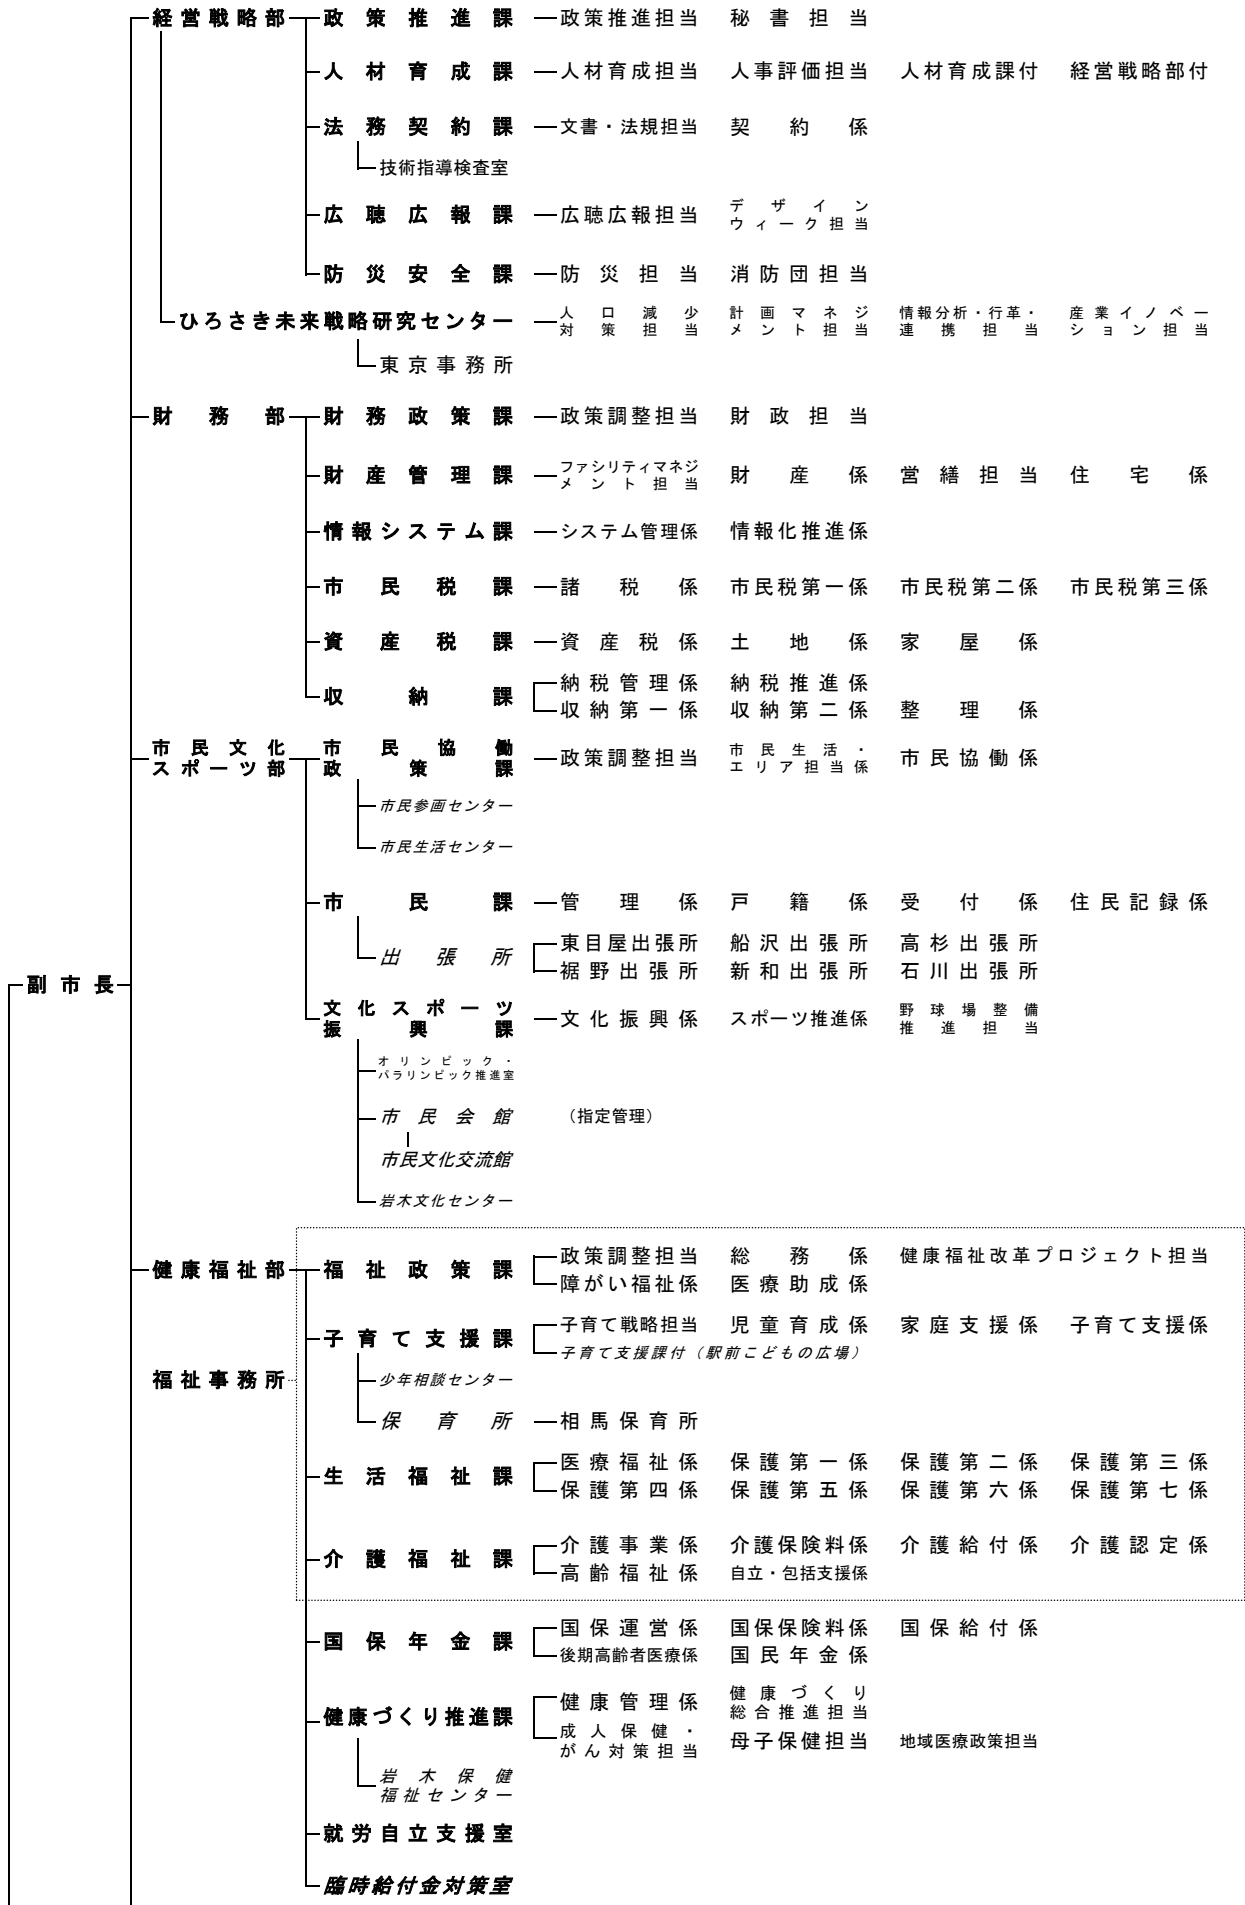 経営戦略部 政策推進課 政策推進担当 秘書担当
人材育成課 人材育成担当 人事評価担当 人材育成課付 経営戦略部付
法務契約課 文書・法規担当 契約係
技術指導検査室
広聴広報課 広聴広報担当 デザイン
ウィーク担当
防災安全課 防災担当 消防団担当
ひろさき未来戦略研究センター 人口減少 計画マネジ 情報分析・行革・ 産業イノベー
対策担当 メント担当 連携担当 ション担当
東京事務所
財務部 財務政策課 政策調整担当 財政担当
財産管理課 ファシリティマネジ
メント担当 財産係 営繕担当 住宅係
情報システム課 システム管理係 情報化推進係
市民税課 諸税係 市民税第一係 市民税第二係 市民税第三係
資産税課 資産税係 土地係 家屋係
収納課 納税管理係 納税推進係
収納第一係 収納第二係 整理係
市民文化 市民協働
スポーツ部 政策課 政策調整担当 市民生活・
エリア担当係 市民協働係
市民参画センター
市民生活センター
市民課 管理係 戸籍係 受付係 住民記録係
出張所 東目屋出張所 船沢出張所 高杉出張所
裾野出張所 新和出張所 石川出張所
副市長
文化スポーツ
振興課 文化振興係 スポーツ推進係 野球場整備
推進担当
オリンピック・
パラリンピック推進室
市民会館 （指定管理）
市民文化交流館
岩木文化センター
健康福祉部 福祉政策課 政策調整担当 総務係 健康福祉改革プロジェクト担当
障がい福祉係 医療助成係
子育て支援課 子育て戦略担当 児童育成係 家庭支援係 子育て支援係
子育て支援課付（駅前こどもの広場）
福祉事務所 少年相談センター
保育所 相馬保育所
生活福祉課 医療福祉係 保護第一係 保護第二係 保護第三係
保護第四係 保護第五係 保護第六係 保護第七係
介護福祉課 介護事業係 介護保険料係 介護給付係 介護認定係
高齢福祉係 自立・包括支援係
国保年金課 国保運営係 国保保険料係 国保給付係
後期高齢者医療係 国民年金係
健康づくり推進課 健康管理係 健康づくり
総合推進担当
成人保健・
がん対策担当 母子保健担当 地域医療政策担当
岩木保健
福祉センター
就労自立支援室
臨時給付金対策室